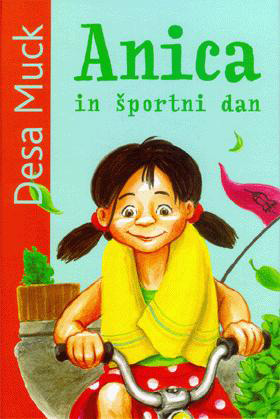 Desa Muck
Anica
in športni dan